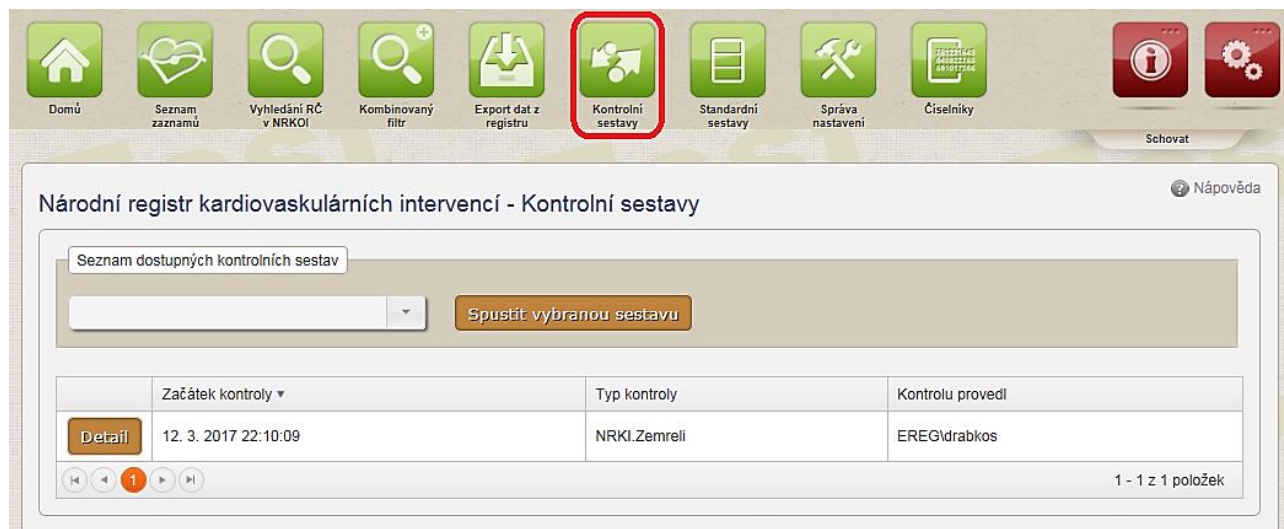 Domů
Seznam zaznamů
Vyhledání RČ v NRKOI
Kombinovaný filtr
Export dat z registru
Kontrolní sestavy
Standardní sestavy
Správa nastavení
Číselníky
Schovat
Nápověda
Národní registr kardiovaskulárních intervencí - Kontrolní sestavy
Seznam dostupných kontrolních sestav
Spustit vybranou sestavu
Začátek kontroly ▾ Typ kontroly Kontrolu provedl
Detail 12. 3. 2017 22:10:09 NRKI.Zemreli EREG\drabkos
1 1 - 1 z 1 položek